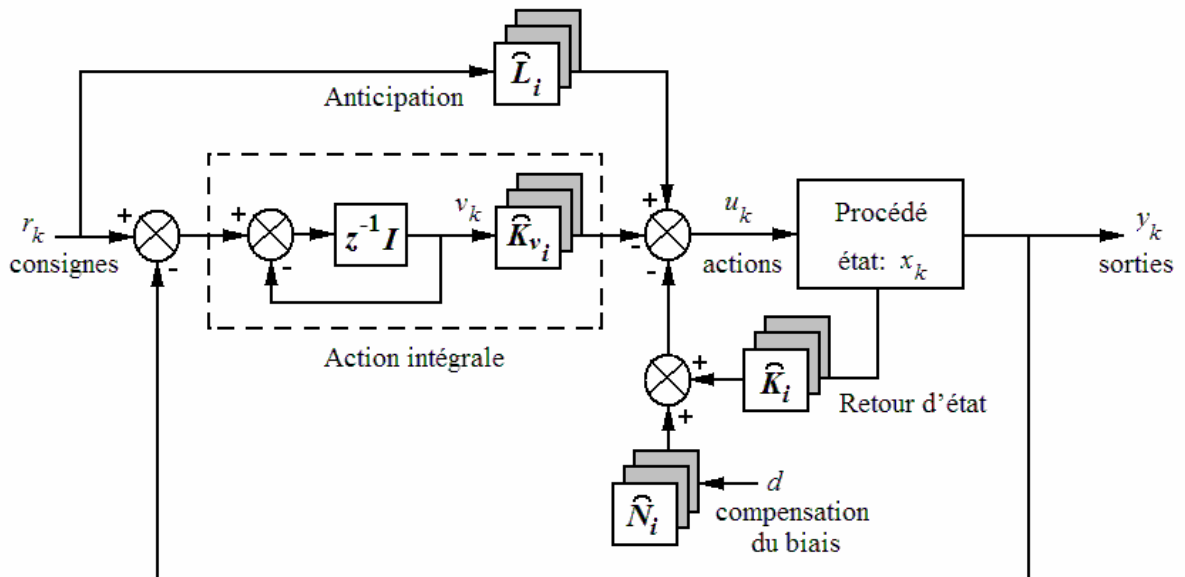 L̂i
Anticipation
+
+
rk
consignes
-
+
-
z-1 I
vk
K̂vi
-
-
uk
actions
Procédé
état: xk
yk
sorties
Action intégrale
+
K̂i
Retour d’état
+
N̂i
d
compensation
du biais